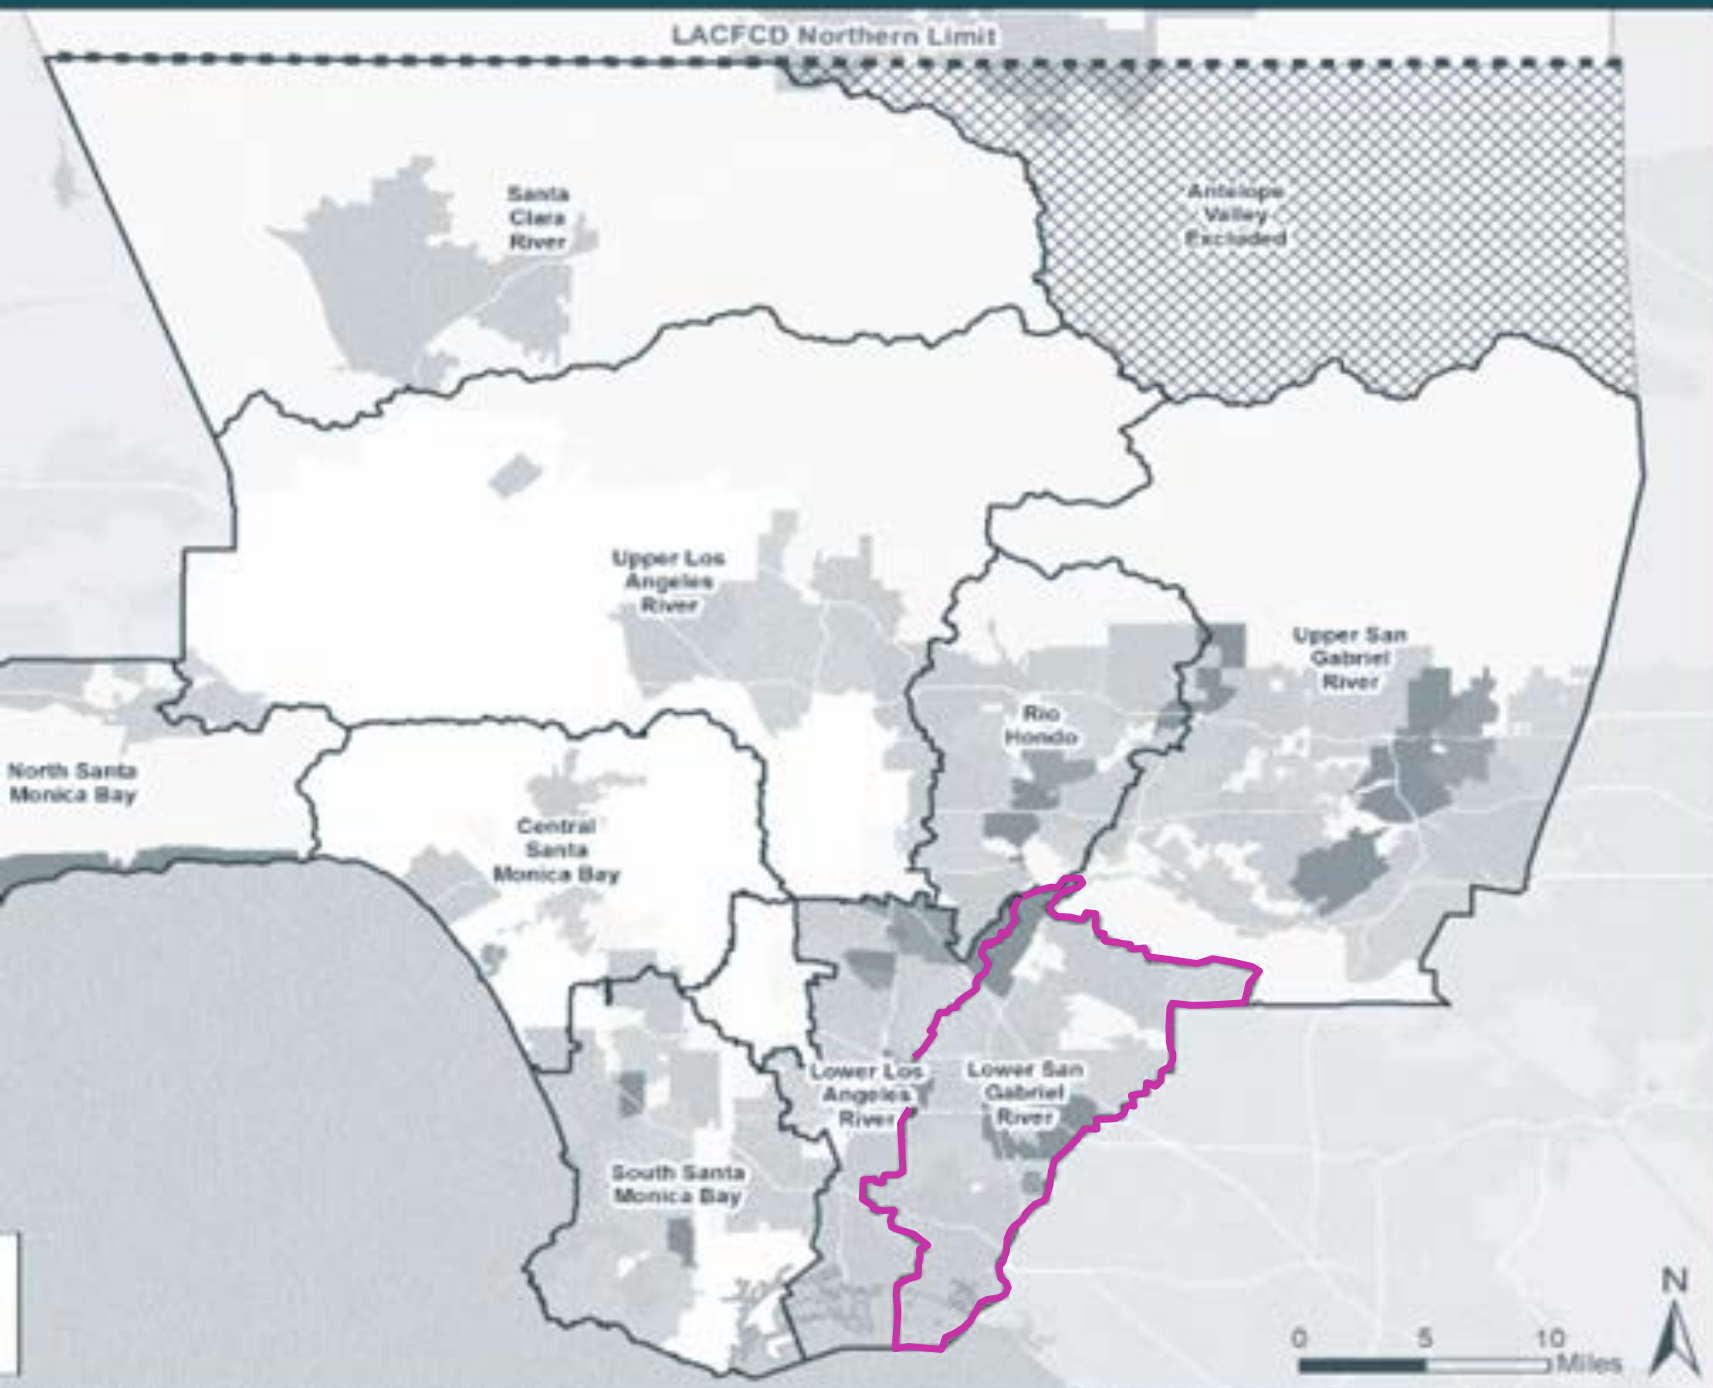 LACFCD Northern Limit
Santa
Clara
River
Antelope
Valley
Excluded
Upper Los
Angeles
River
Upper San
Gabriel
River
Rio
Hondo
North Santa
Monica Bay
Central
Santa
Monica Bay
Lower Los
Angeles
River
Lower San
Gabriel
River
South Santa
Monica Bay
N
0 5 10
Miles